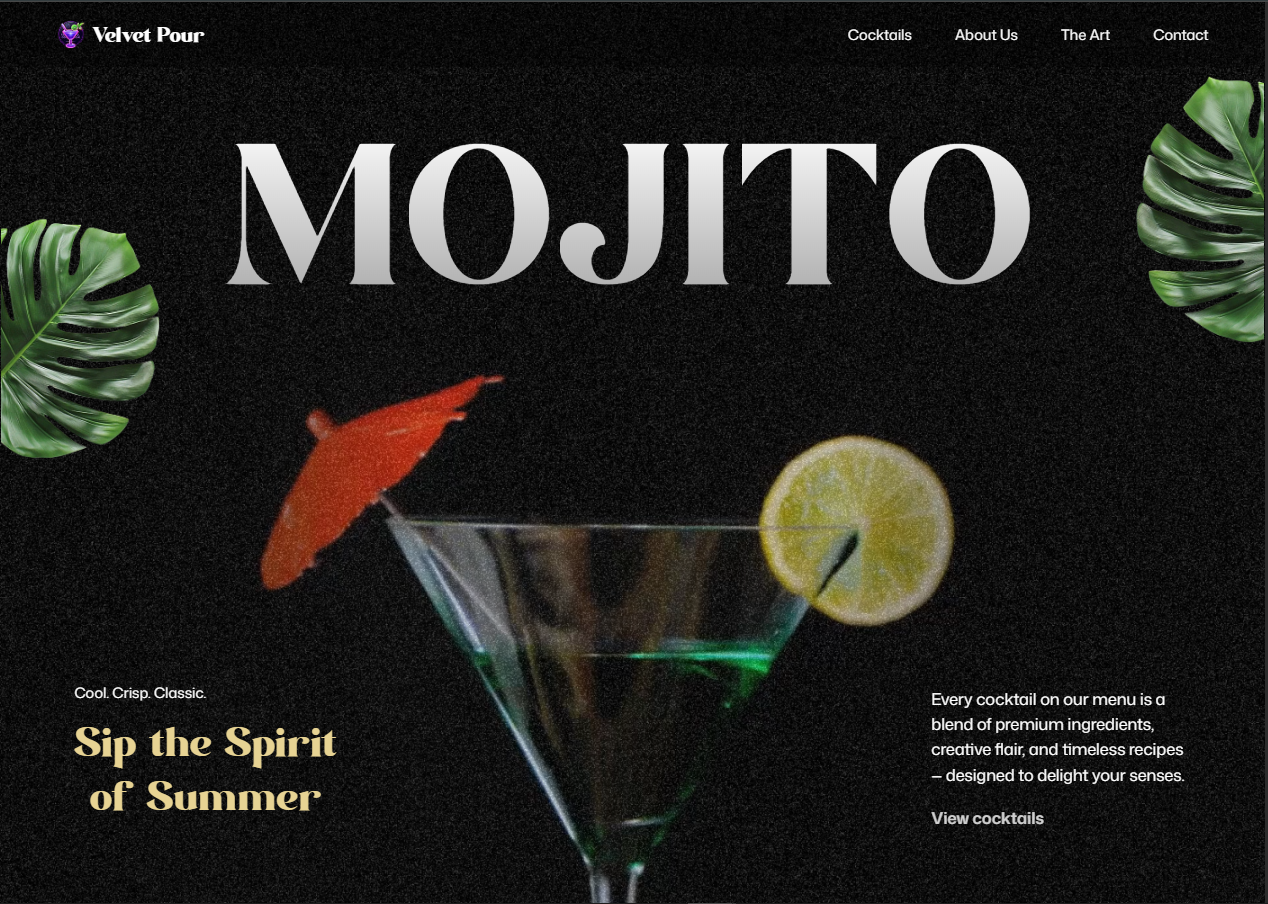 Velvet Pour
Cocktails
About Us
The Art
Contact
MOJITO
Cool. Crisp. Classic.
Sip the Spirit
of Summer
Every cocktail on our menu is a
blend of premium ingredients,
creative flair, and timeless recipes
– designed to delight your senses.
View cocktails